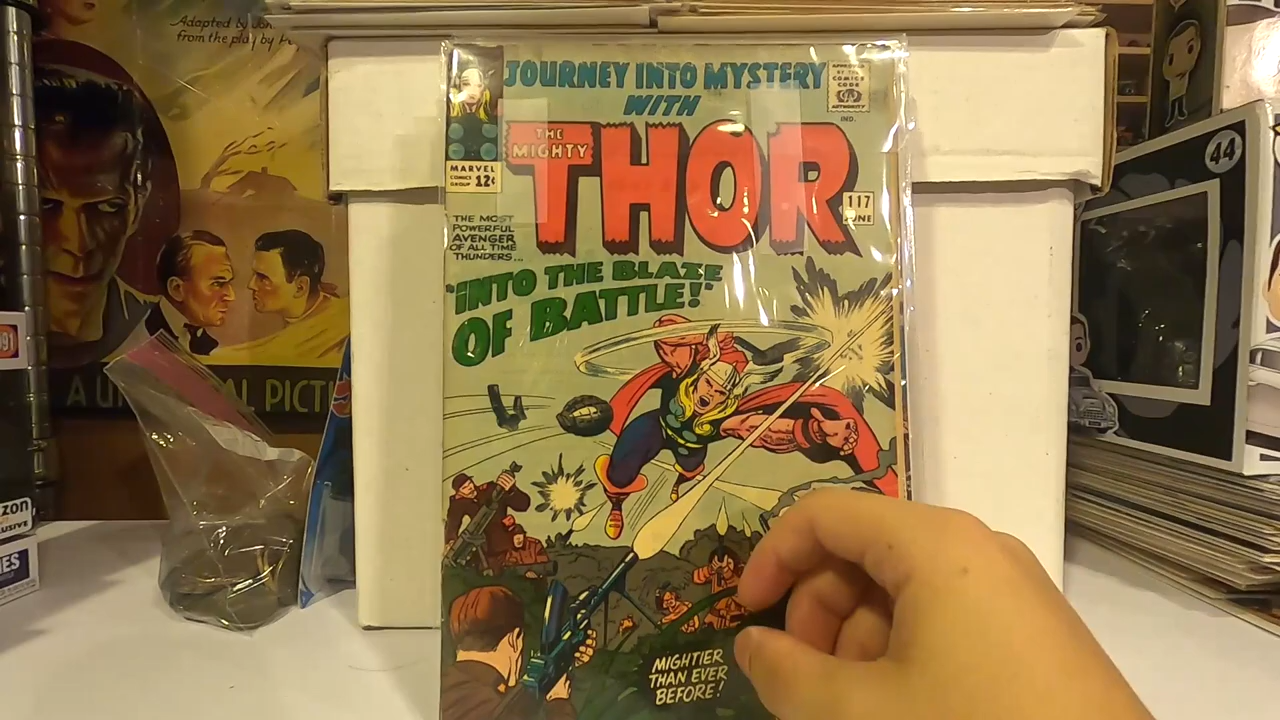 Adapted by
from the play by
JOURNEY INTO MYSTERY
WITH
APPROVED
BY THE
COMICS
CODE
AUTHORITY
IND.
THE
MIGHTY
THOR
MARVEL
COMICS
GROUP
12¢
117
JUNE
THE MOST
POWERFUL
AVENGER
OF ALL TIME
THUNDERS...
"INTO THE BLAZE
OF BATTLE!"
MIGHTIER
THAN EVER
BEFORE!
44
A
PICTU